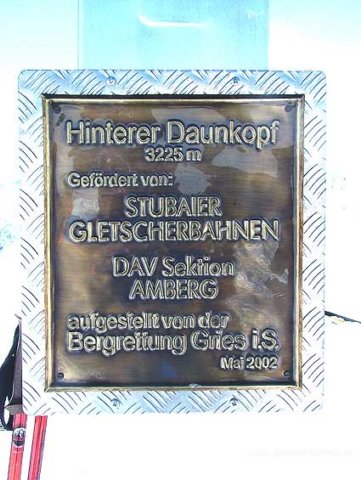 Hinterer Daunkopf
3225 m
Gefördert von:
STUBAIER
GLETSCHERBAHNEN
DAV Sektion
AMBERG
aufgestellt von der
Bergrettung Gries i.S.
Mai 2002